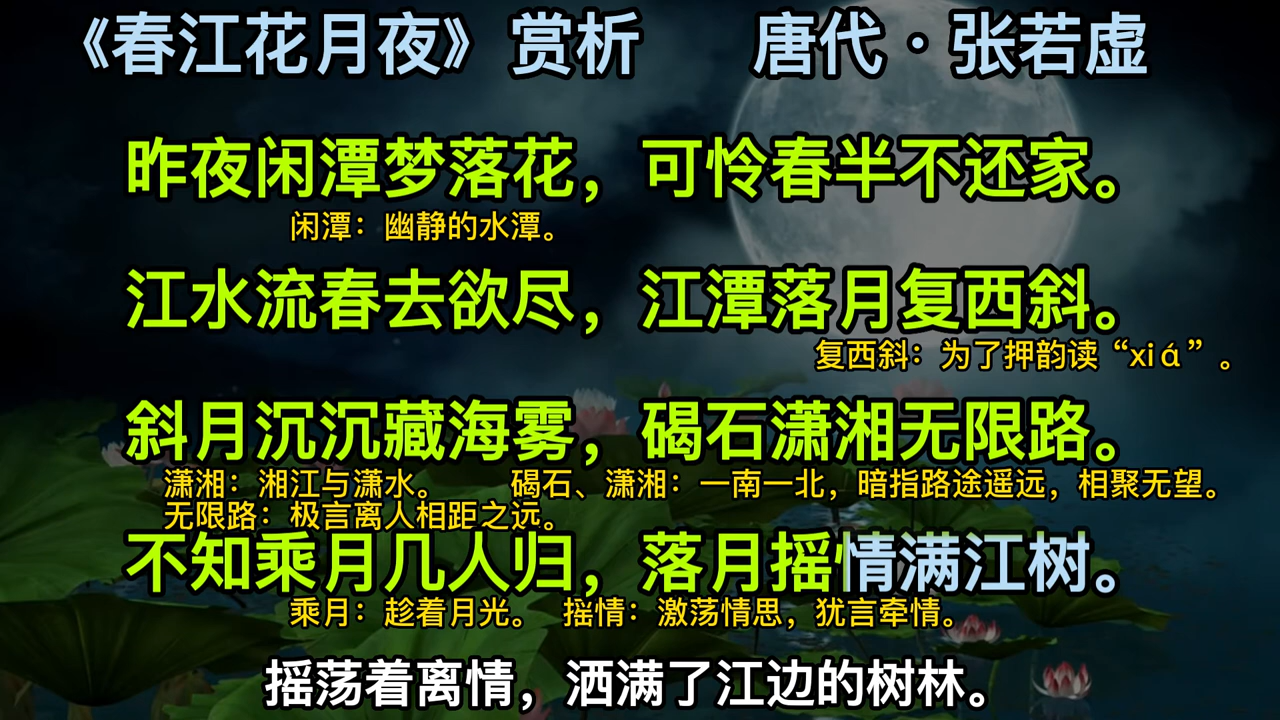 《春江花月夜》赏析 唐代·张若虚
昨夜闲潭梦落花，可怜春半不还家。
闲潭：幽静的水潭。
江水流春去欲尽，江潭落月复西斜。
复西斜：为了押韵读“xiá”。
斜月沉沉藏海雾，碣石潇湘无限路。
潇湘：湘江与潇水。 碣石、潇湘：一南一北，暗指路途遥远，相聚无望。
无限路：极言离人相距之远。
不知乘月几人归，落月摇情满江树。
乘月：趁着月光。 摇情：激荡情思，犹言牵情。
摇荡着离情，洒满了江边的树林。